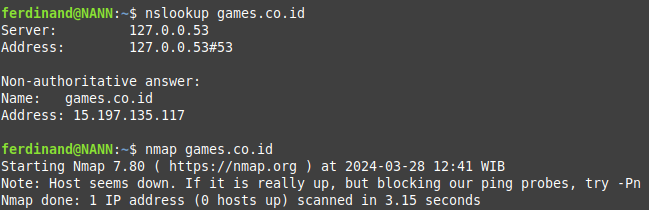 ferdinand@NANN:~$ nslookup games.co.id
Server:         127.0.0.53
Address:        127.0.0.53#53

Non-authoritative answer:
Name:   games.co.id
Address: 15.197.135.117

ferdinand@NANN:~$ nmap games.co.id
Starting Nmap 7.80 ( https://nmap.org ) at 2024-03-28 12:41 WIB
Note: Host seems down. If it is really up, but blocking our ping probes, try -Pn
Nmap done: 1 IP address (0 hosts up) scanned in 3.15 seconds